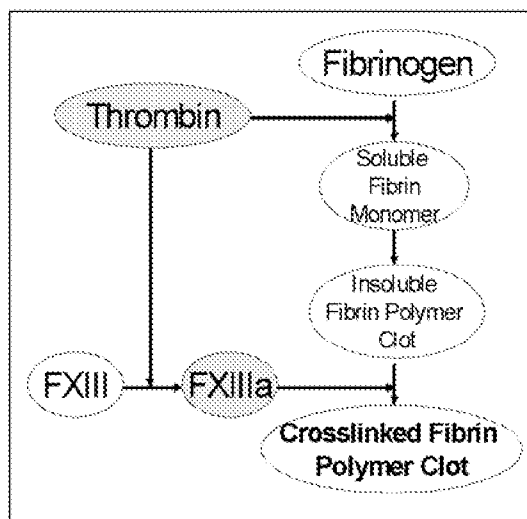 Fibrinogen
Thrombin
Soluble
Fibrin
Monomer
Insoluble
Fibrin Polymer
Clot
FXIII
FXIIIa
Crosslinked Fibrin
Polymer Clot